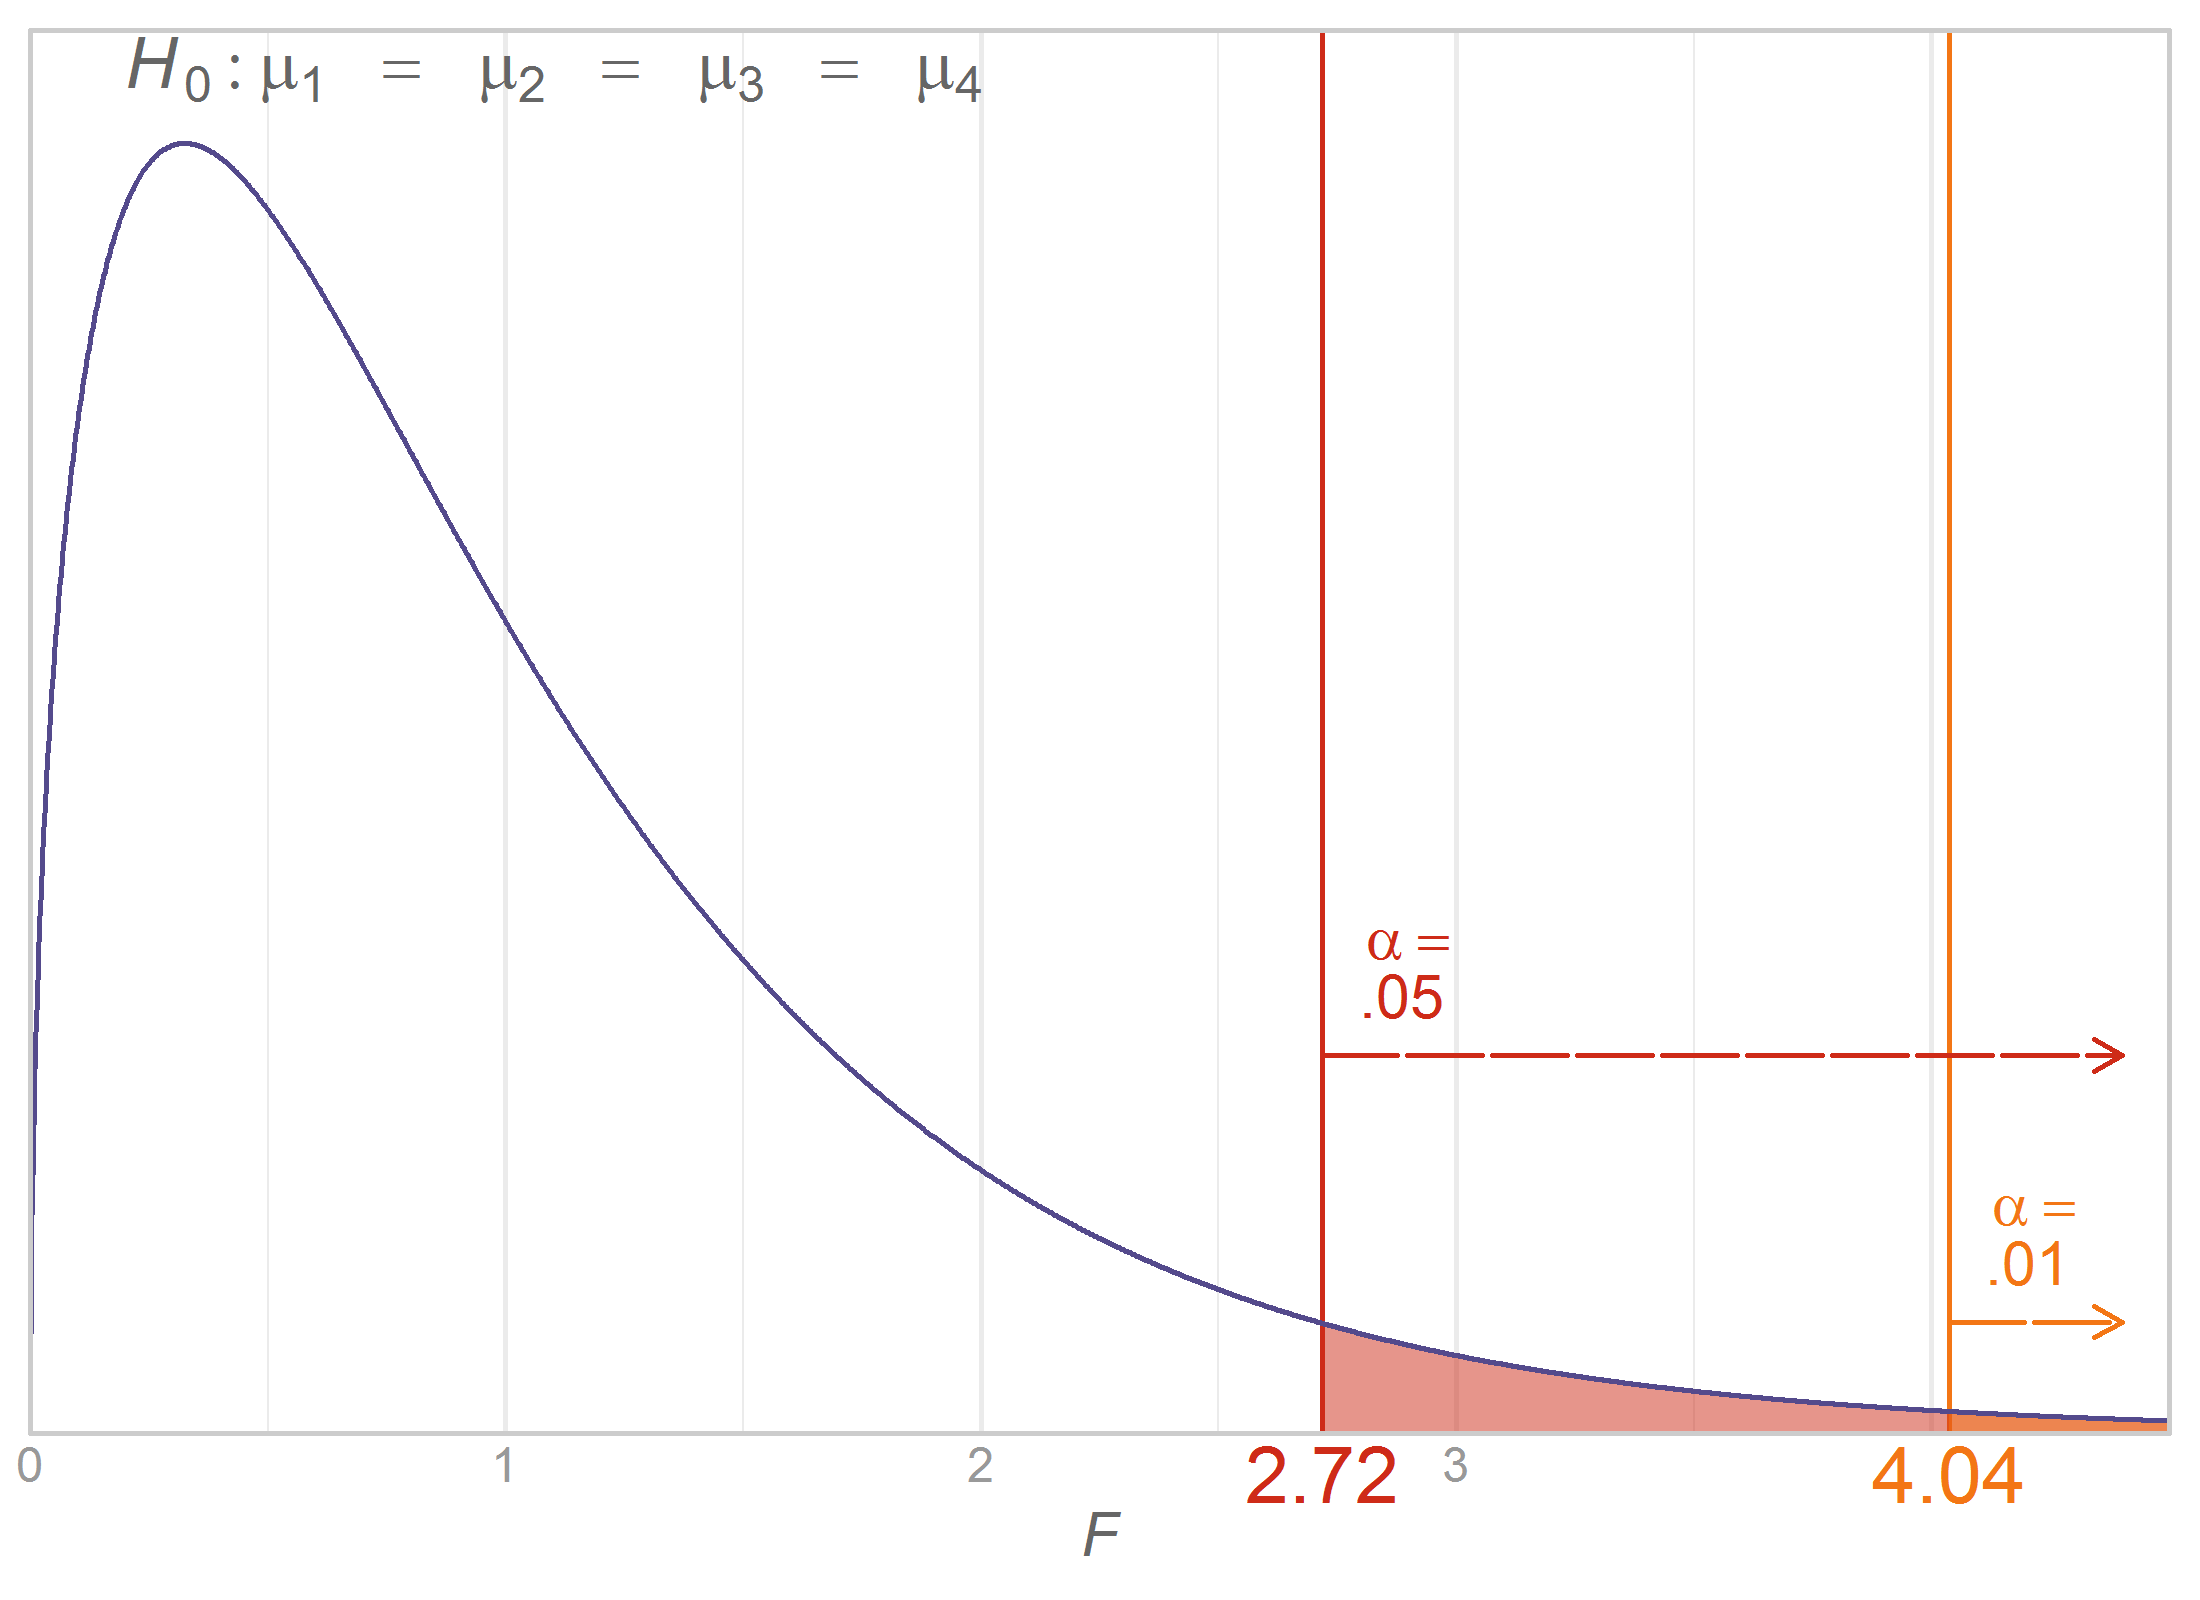 H0 : μ1 = μ2 = μ3 = μ4
α =
.05
α =
.01
0 1 2 2.72 3 4.04
F